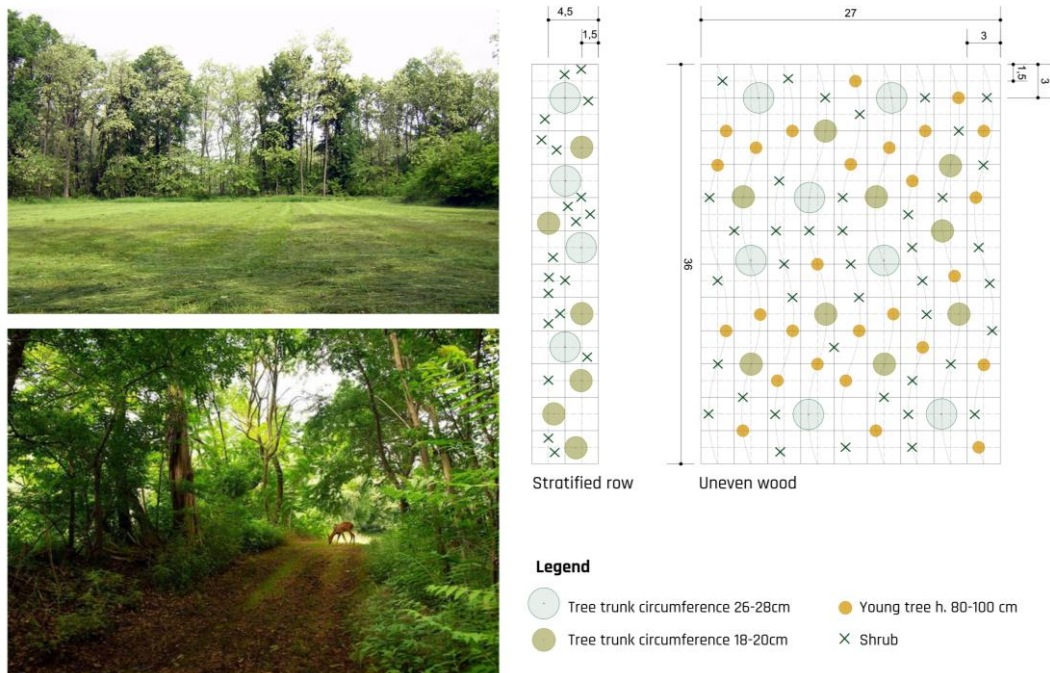 4,5
1,5
27
3
1,5
3
36
Stratified row
Uneven wood
Legend
Tree trunk circumference 26-28cm
Tree trunk circumference 18-20cm
Young tree h. 80-100 cm
Shrub